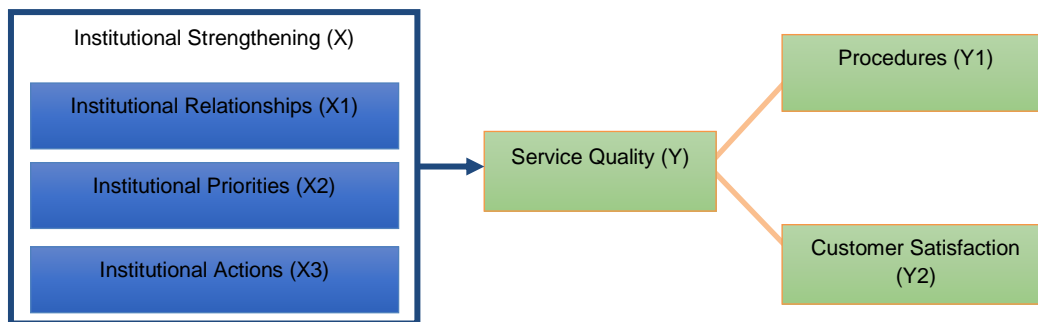 Institutional Strengthening (X)
Institutional Relationships (X1)
Institutional Priorities (X2)
Institutional Actions (X3)
Service Quality (Y)
Procedures (Y1)
Customer Satisfaction
(Y2)